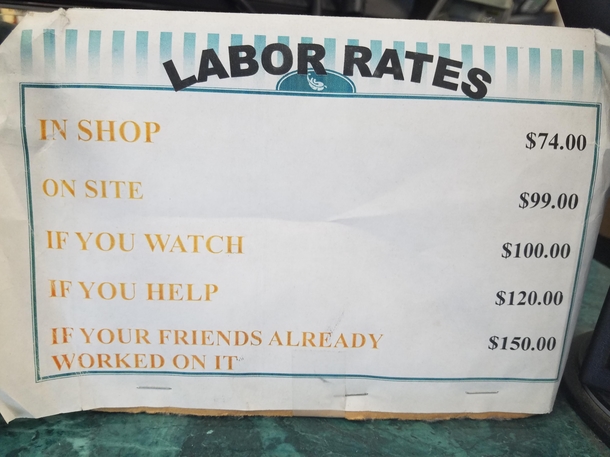 LABOR RATES
IN SHOP $74.00
ON SITE $99.00
IF YOU WATCH $100.00
IF YOU HELP $120.00
IF YOUR FRIENDS ALREADY $150.00
WORKED ON IT